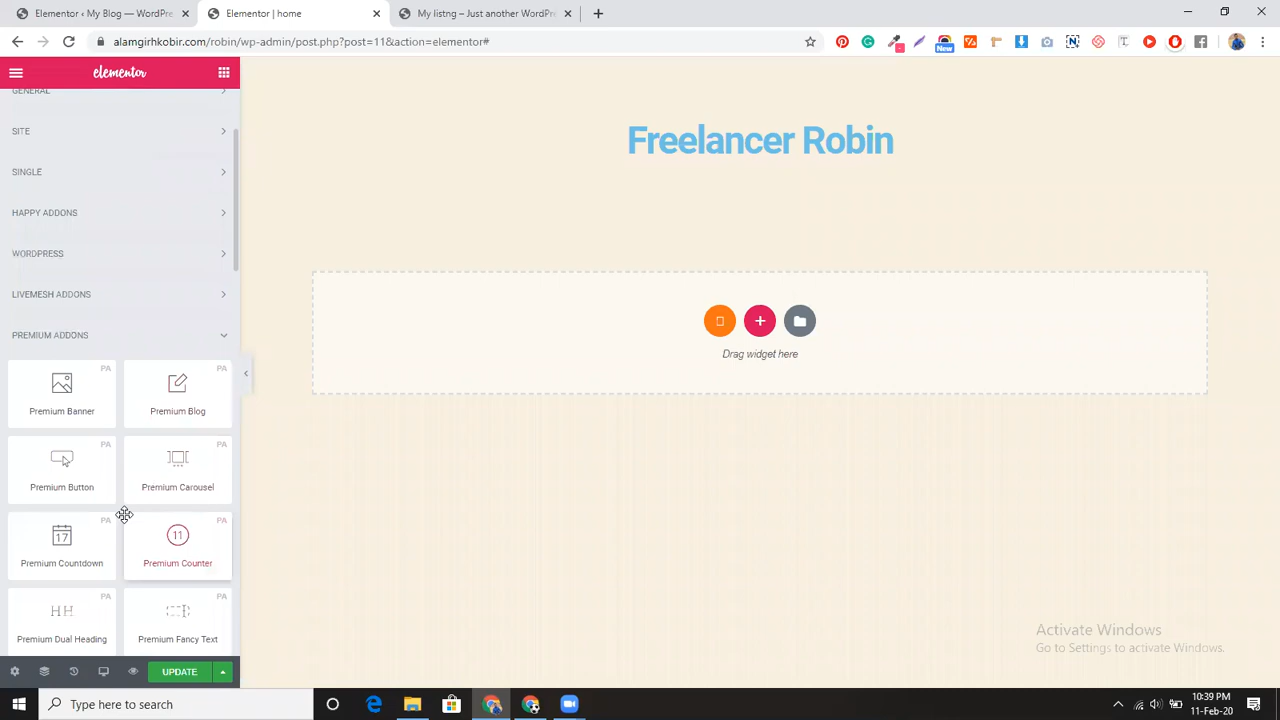 Elementor ‹ My Blog — WordPr
Elementor | home
My listng – Just another WordPre
alamgirhkobir.com/robin/wp-admin/post.php?post=11&action=elementor#
New
elementor
GENERAL
SITE
SINGLE
HAPPY ADDONS
WORDPRESS
LIVEMESH ADDONS
PREMIUM ADDONS
PA
PA
Premium Banner
Premium Blog
PA
PA
Premium Button
Premium Carousel
PA
PA
17
11
Premium Countdown
Premium Counter
PA
PA
Premium Dual Heading
Premium Fancy Text
UPDATE
Freelancer Robin
Drag widget here
Activate Windows
Go to Settings to activate Windows.
Type here to search
10:39 PM
11-Feb-20